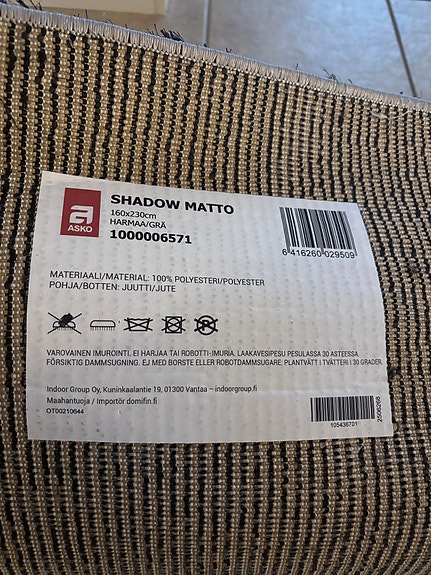 a
ASKO
SHADOW MATTO
160x230cm
HARMAA/GRÅ
1000006571
6 416260 029509
MATERIAALI/MATERIAL: 100% POLYESTERI/POLYESTER
POHJA/BOTTEN: JUUTTI/JUTE
VAROVAINEN IMUROINTI. EI HARJAA TAI ROBOTTI-IMURIA. LAAKAVESIPESU PESULASSA 30 ASTEESSA
FÖRSIKTIG DAMMSUGNING. EJ MED BORSTE ELLER ROBOTDAMMSUGARE. PLANTVÄTT I TVÄTTERI I 30 GRADER.
Indoor Group Oy, Kuninkaalantie 19, 01300 Vantaa – indoorgroup.fi
Maahantuoja / Importör domifin.fi
OT00210644
105436701